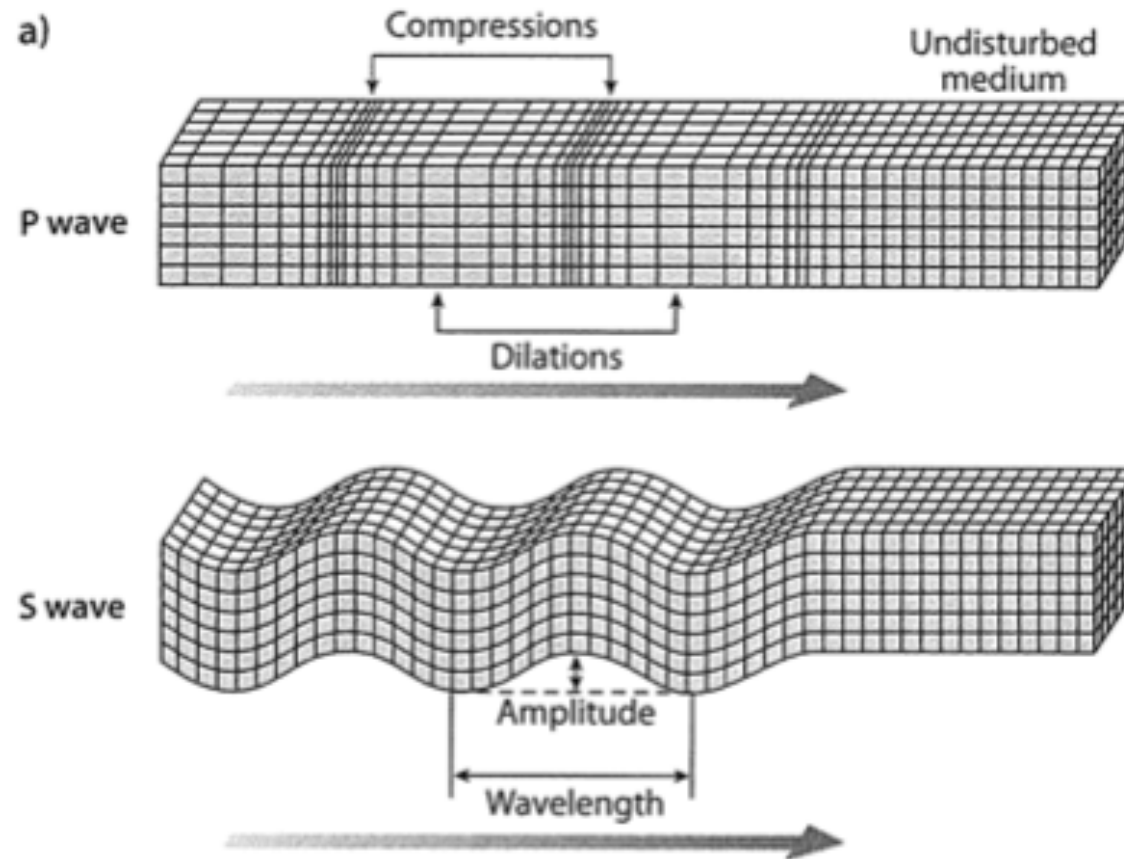 a)
Compressions
Undisturbed
medium
P wave
Dilations
S wave
Amplitude
Wavelength